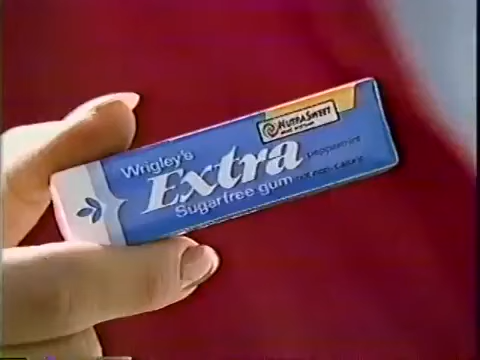 NutraSweet
Wrigley's
Extra
peppermint
Sugarfree gum